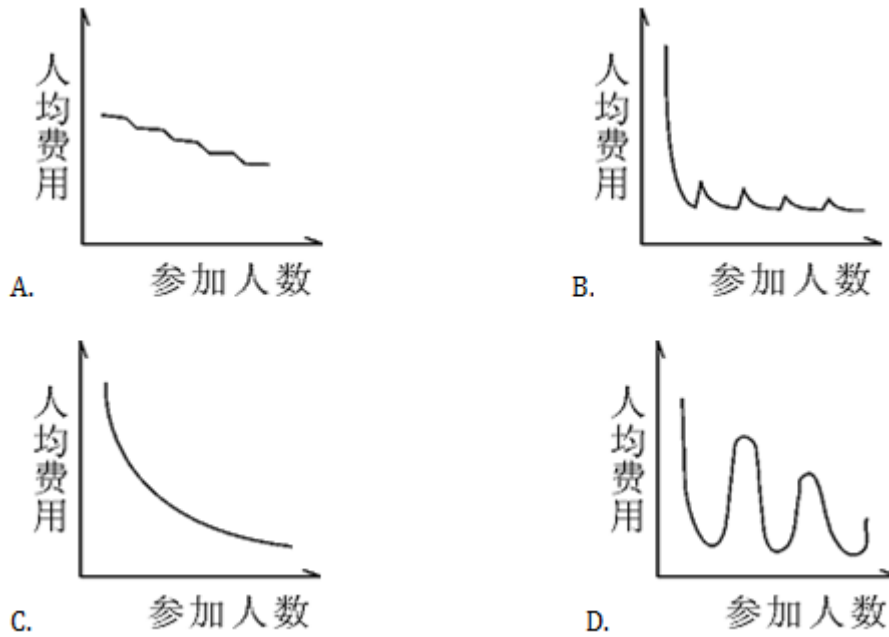 人均费用
参加人数
A.
人均费用
参加人数
B.
人均费用
参加人数
C.
人均费用
参加人数
D.